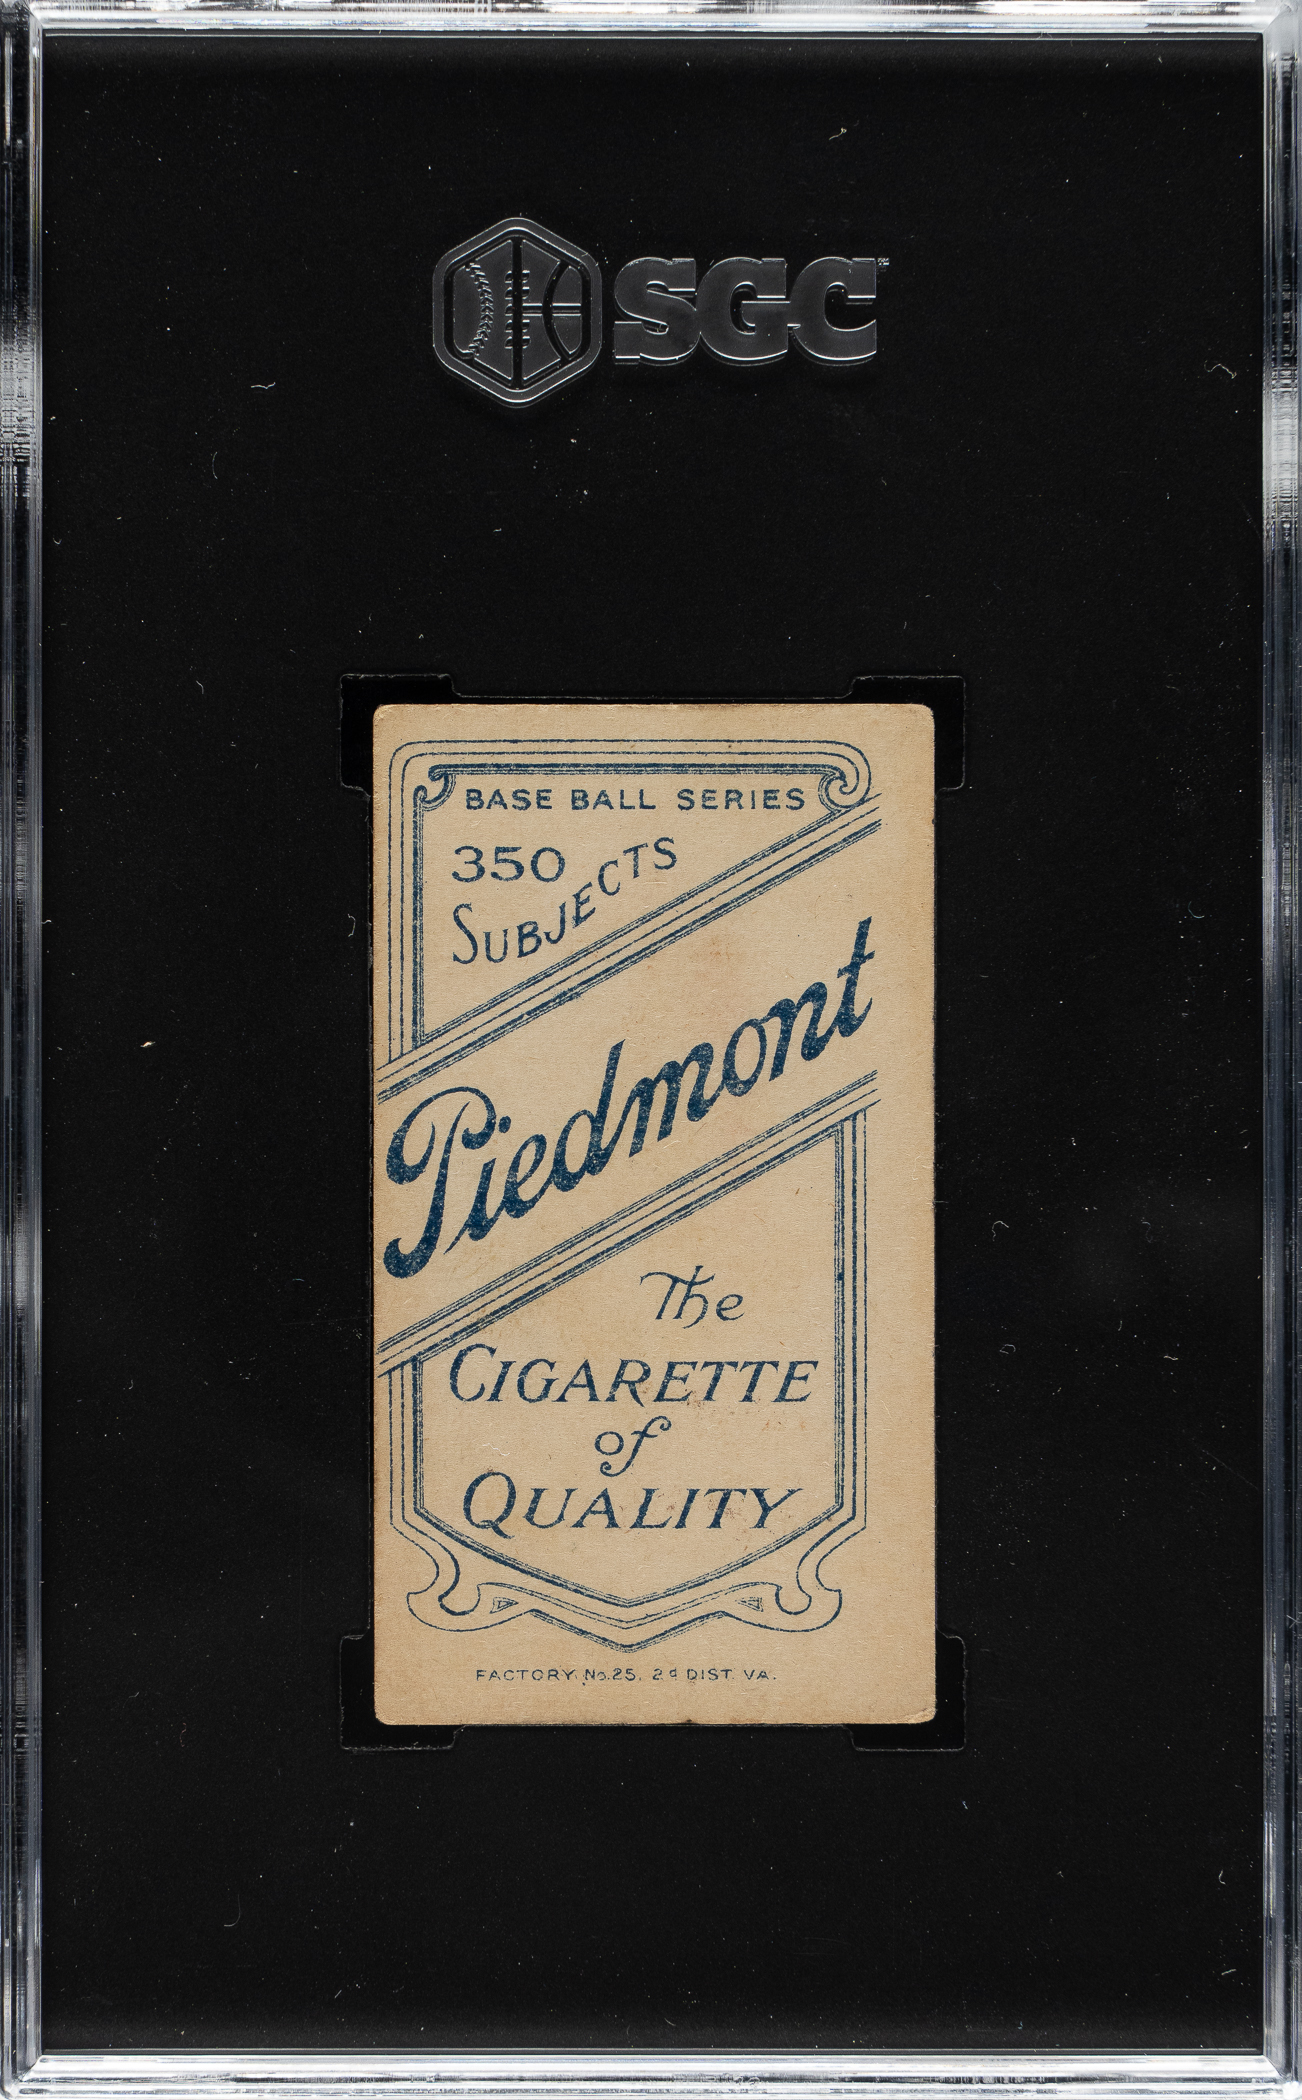 SGC
BASE BALL SERIES
350
SUBJECTS
Piedmont
The
CIGARETTE
of
QUALITY
FACTORY No. 25, 2d DIST. VA.